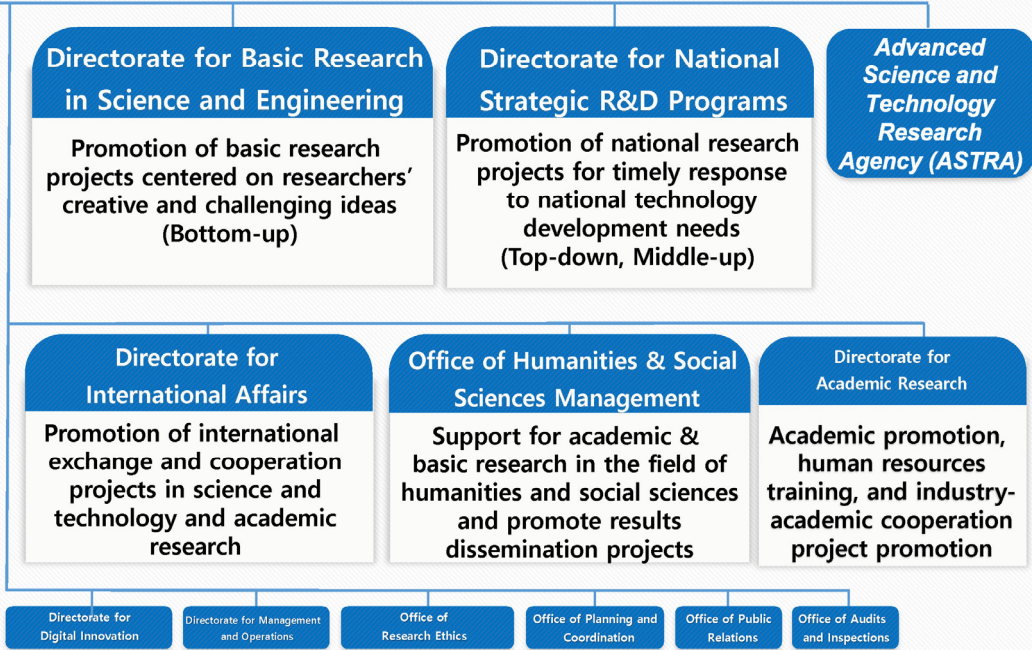 Directorate for Basic Research
in Science and Engineering
Promotion of basic research
projects centered on researchers’
creative and challenging ideas
(Bottom-up)
Directorate for National
Strategic R&D Programs
Promotion of national research
projects for timely response
to national technology
development needs
(Top-down, Middle-up)
Advanced
Science and
Technology
Research
Agency (ASTRA)
Directorate for
International Affairs
Promotion of international
exchange and cooperation
projects in science and
technology and academic
research
Office of Humanities & Social
Sciences Management
Support for academic &
basic research in the field of
humanities and social sciences
and promote results
dissemination projects
Directorate for
Academic Research
Academic promotion,
human resources
training, and industry-
academic cooperation
project promotion
Directorate for
Digital Innovation
Directorate for Management
and Operations
Office of
Research Ethics
Office of Planning and
Coordination
Office of Public
Relations
Office of Audits
and Inspections